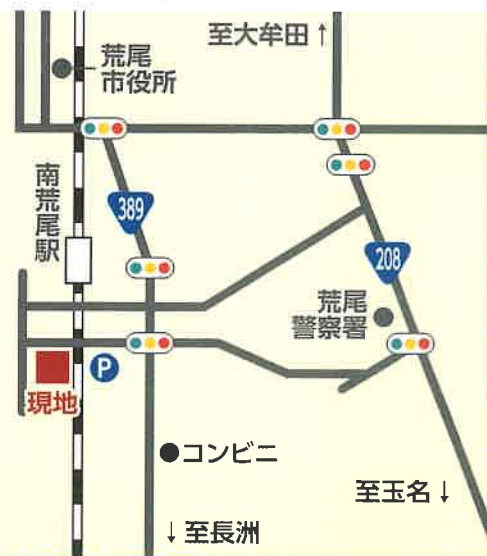 至大牟田↑
荒尾
市役所
南荒尾駅
389
208
荒尾
警察署
P
現地
コンビニ
至玉名↓
↓至長洲